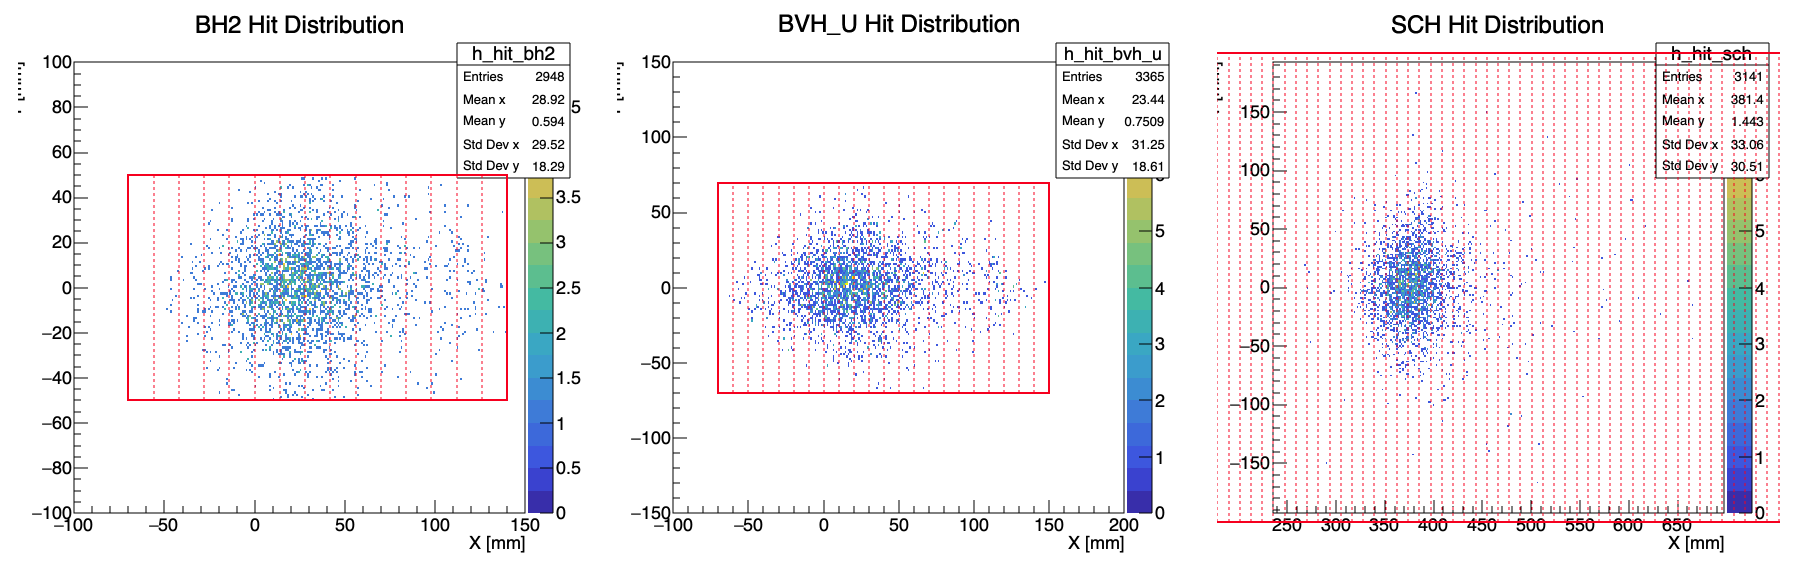 BH2 Hit Distribution
h_hit_bh2
Entries 2948
Mean x 28.92
Mean y 0.594
Std Dev x 29.52
Std Dev y 18.29
100
80
60
40
20
0
−20
−40
−60
−80
−100
−100 −50 0 50 100 150
X [mm]
5
3.5
3
2.5
2
1.5
1
0.5
0
BVH_U Hit Distribution
h_hit_bvh_u
Entries 3365
Mean x 23.44
Mean y 0.7509
Std Dev x 31.25
Std Dev y 18.61
150
100
50
0
−50
−100
−150
−100 −50 0 50 100 150 200
X [mm]
5
4
3
2
1
0
SCH Hit Distribution
h_hit_sch
Entries 3141
Mean x 381.4
Mean y 1.443
Std Dev x 33.06
Std Dev y 30.51
150
100
50
0
−50
−100
−150
250 300 350 400 450 500 550 600 650
X [mm]
5
4
3
2
1
0